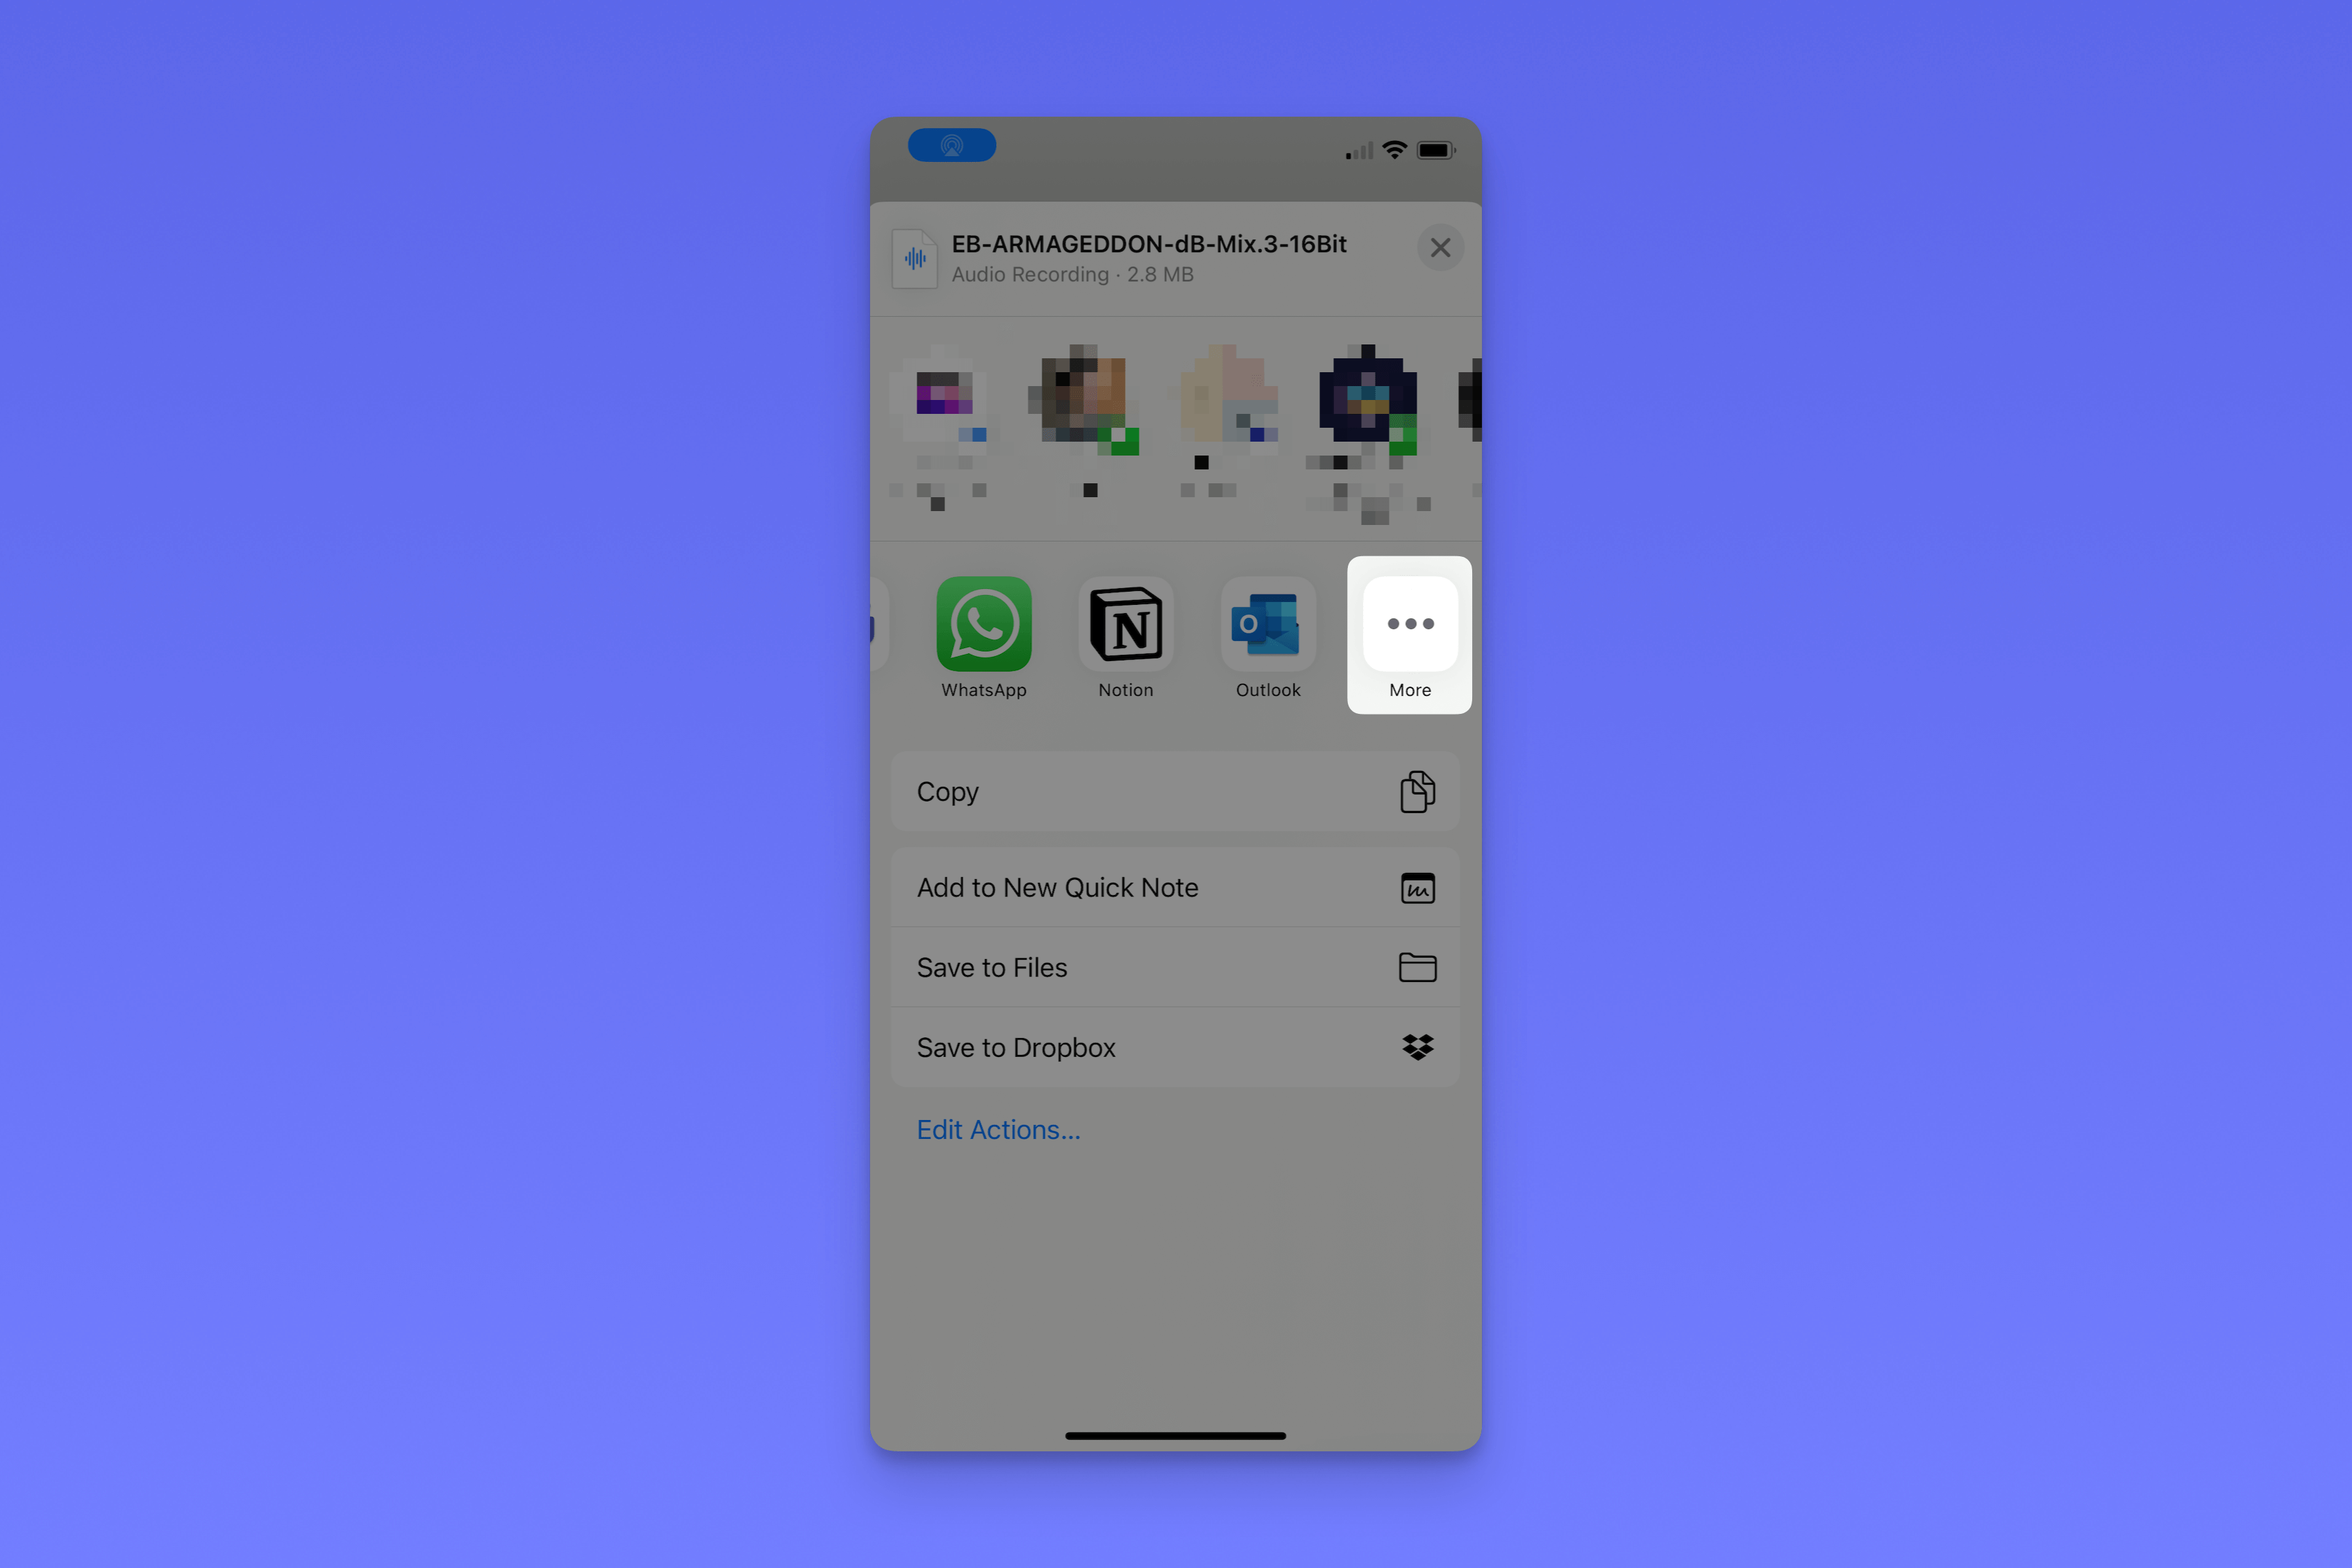 EB-ARMAGEDDON-dB-Mix.3-16Bit
Audio Recording · 2.8 MB
WhatsApp
Notion
Outlook
More
Copy
Add to New Quick Note
Save to Files
Save to Dropbox
Edit Actions...